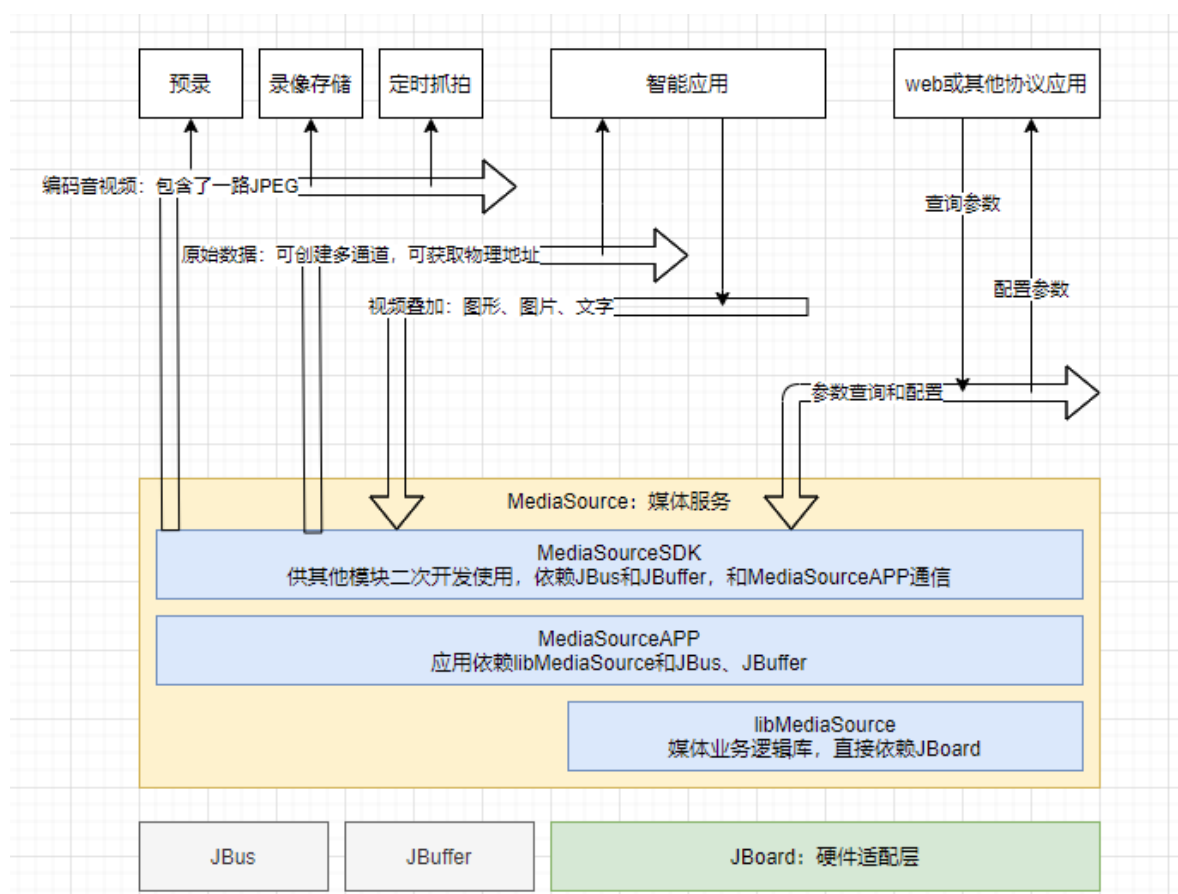 预录
录像存储
定时抓拍
智能应用
web或其他协议应用
编码音视频：包含了一路JPEG
查询参数
原始数据：可创建多通道，可获取物理地址
配置参数
视频叠加：图形、图片、文字
参数查询和配置
MediaSource：媒体服务
MediaSourceSDK
供其他模块二次开发使用，依赖JBus和JBuffer，和MediaSourceAPP通信
MediaSourceAPP
应用依赖libMediaSource和JBus、JBuffer
libMediaSource
媒体业务逻辑库，直接依赖JBoard
JBus
JBuffer
JBoard：硬件适配层